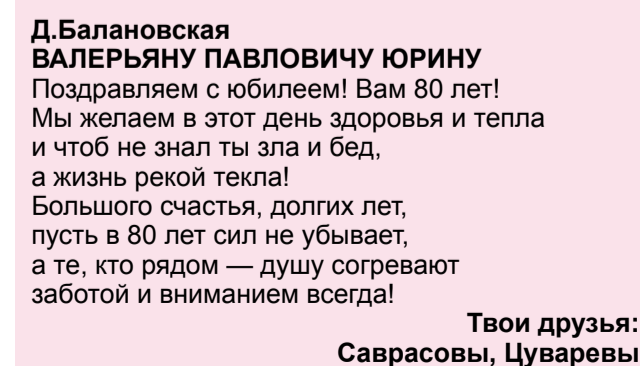 Д.Балановская
ВАЛЕРЬЯНУ ПАВЛОВИЧУ ЮРИНУ
Поздравляем с юбилеем! Вам 80 лет!
Мы желаем в этот день здоровья и тепла
и чтоб не знал ты зла и бед,
а жизнь рекой текла!
Большого счастья, долгих лет,
пусть в 80 лет сил не убывает,
а те, кто рядом — душу согревают
заботой и вниманием всегда!
Твои друзья:
Саврасовы, Цуваревы